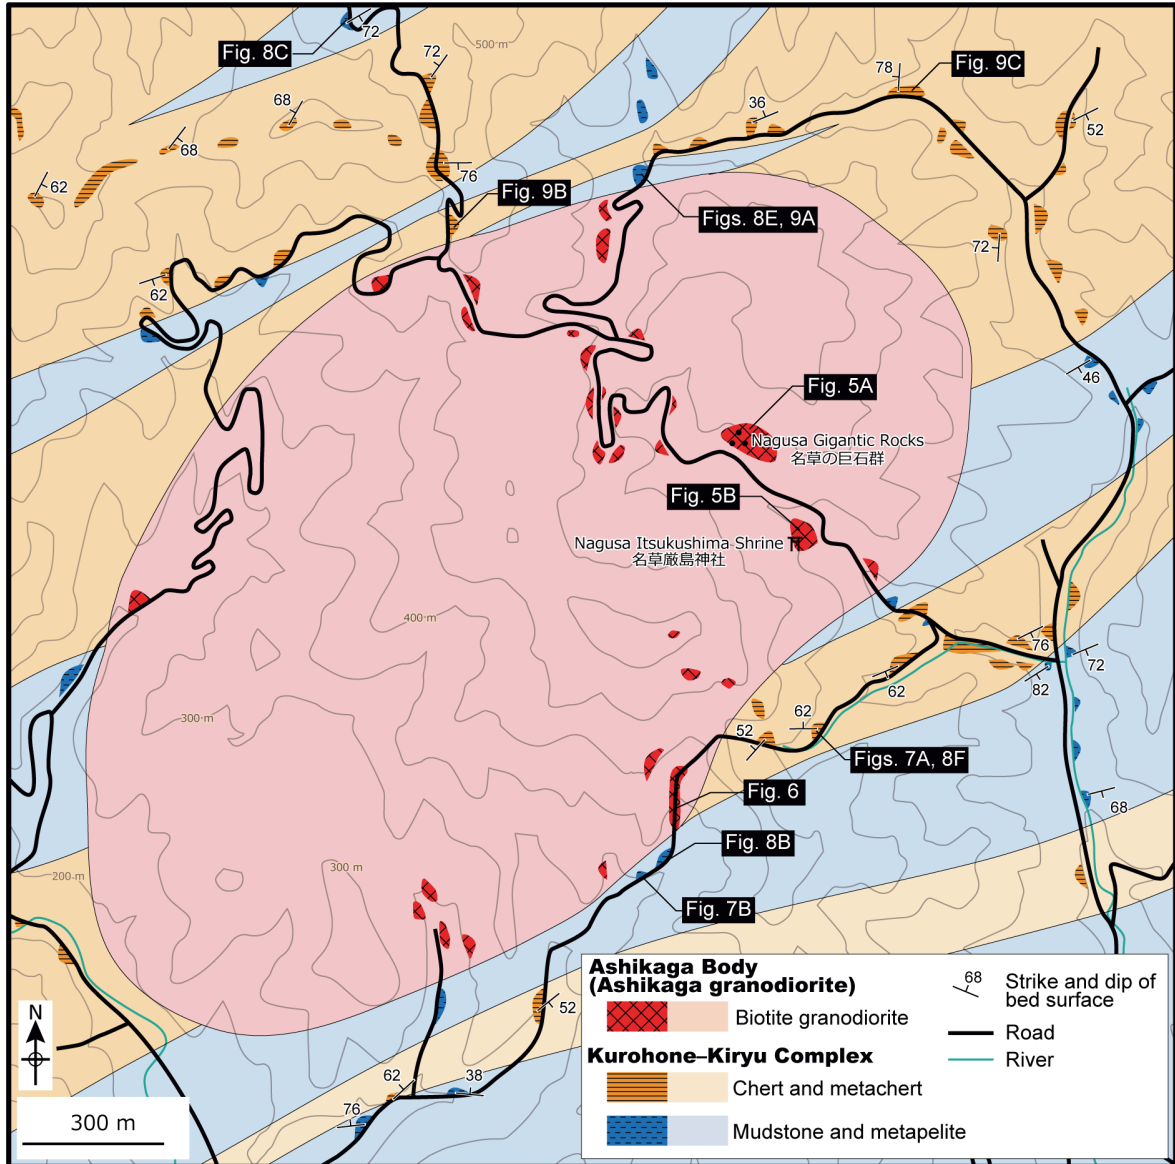 Fig. 8C
72
72
500 m
78
Fig. 9C
68
36
52
68
76
62
Fig. 9B
Figs. 8E, 9A
72
62
46
Fig. 5A
Nagusa Gigantic Rocks
名草の巨石群
Fig. 5B
Nagusa Itsukushima Shrine
名草厳島神社
400 m
76
72
62
82
300 m
62
52
Figs. 7A, 8F
Fig. 6
68
Fig. 8B
300 m
200 m
Fig. 7B
52
62
38
76
N
300 m
Ashikaga Body
(Ashikaga granodiorite)
Biotite granodiorite
Kurohone–Kiryu Complex
Chert and metachert
Mudstone and metapelite
68
Strike and dip of
bed surface
Road
River